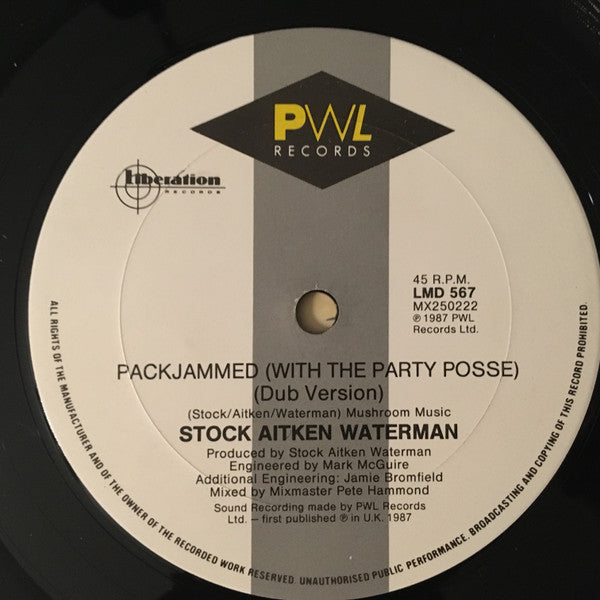 PWL
RECORDS
Liberation
RECORDS
45 R.P.M.
LMD 567
MX250222
℗ 1987 PWL
Records Ltd.
PACKJAMMED (WITH THE PARTY POSSE)
(Dub Version)
(Stock/Aitken/Waterman) Mushroom Music
STOCK AITKEN WATERMAN
Produced by Stock Aitken Waterman
Engineered by Mark McGuire
Additional Engineering: Jamie Bromfield
Mixed by Mixmaster Pete Hammond
Sound Recording made by PWL Records
Ltd. – first published ℗ in U.K. 1987
ALL RIGHTS OF THE MANUFACTURER AND OF THE OWNER OF THE RECORDED WORK RESERVED. UNAUTHORISED PUBLIC PERFORMANCE, BROADCASTING AND COPYING OF THIS RECORD PROHIBITED.